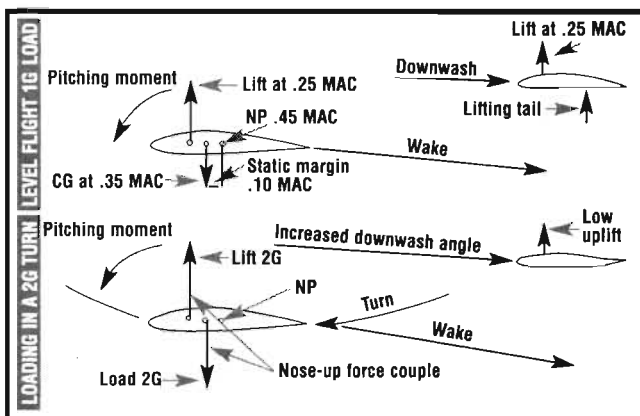 LEVEL FLIGHT 1G LOAD
Lift at .25 MAC
Pitching moment
Lift at .25 MAC
Downwash
Lifting tail
NP .45 MAC
Wake
CG at .35 MAC
Static margin
.10 MAC
LOADING IN A 2G TURN
Pitching moment
Increased downwash angle
Low
uplift
Lift 2G
NP
Turn
Wake
Load 2G
Nose-up force couple